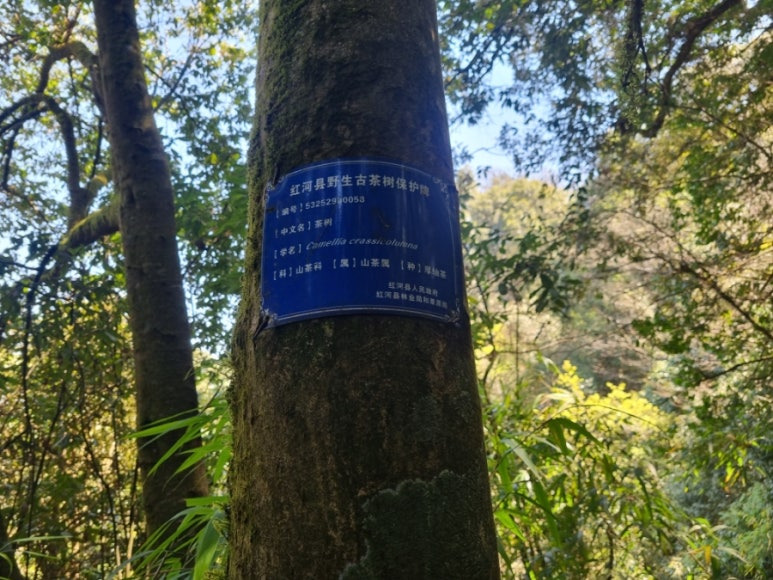 红河县野生古茶树保护牌
【编号】53252930053
【中文名】茶树
【学名】Camellia crassicolumna
【科】山茶科 【属】山茶属 【种】厚轴茶
红河县人民政府
红河县林业局和草原局